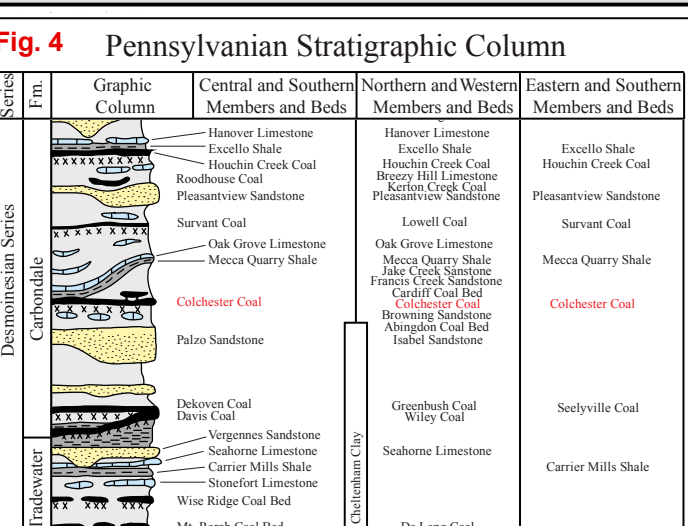 Fig. 4 Pennsylvanian Stratigraphic Column
Series
Fm.
Graphic
Column
Central and Southern
Members and Beds
Northern and Western
Members and Beds
Eastern and Southern
Members and Beds
Desmoinesian Series
Carbondale
Tradewater
Hanover Limestone
Excello Shale
Houchin Creek Coal
Roodhouse Coal
Pleasantview Sandstone
Survant Coal
Oak Grove Limestone
Mecca Quarry Shale
Colchester Coal
Palzo Sandstone
Dekoven Coal
Davis Coal
Vergennes Sandstone
Seahorne Limestone
Carrier Mills Shale
Stonefort Limestone
Wise Ridge Coal Bed
Mt. Rorah Coal Bed
Cheltenham Clay
Hanover Limestone
Excello Shale
Houchin Creek Coal
Breezy Hill Limestone
Kerton Creek Coal
Pleasantview Sandstone
Lowell Coal
Oak Grove Limestone
Mecca Quarry Shale
Jake Creek Sanstone
Francis Creek Sandstone
Cardiff Coal Bed
Colchester Coal
Browning Sandstone
Abingdon Coal Bed
Isabel Sandstone
Greenbush Coal
Wiley Coal
Seahorne Limestone
De Long Coal
Excello Shale
Houchin Creek Coal
Pleasantview Sandstone
Survant Coal
Mecca Quarry Shale
Colchester Coal
Seelyville Coal
Carrier Mills Shale